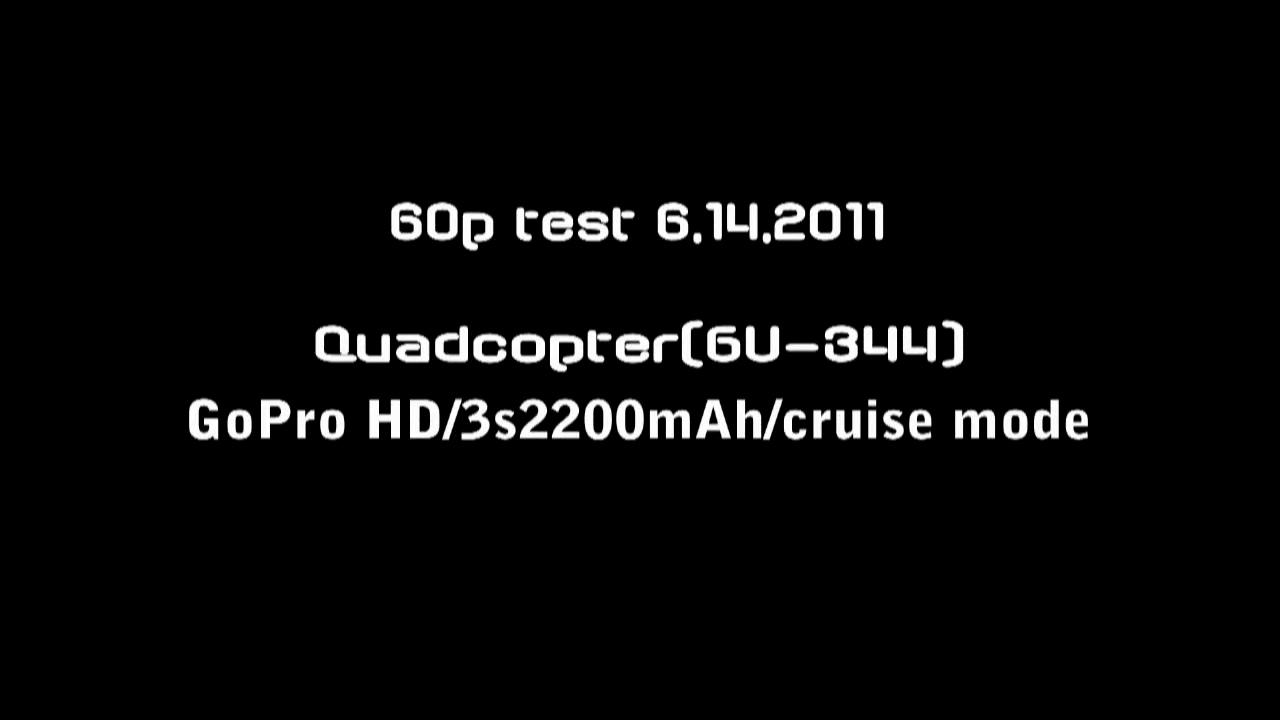 60p test 6.14.2011
Quadcopter(GU-344)
GoPro HD/3s2200mAh/cruise mode